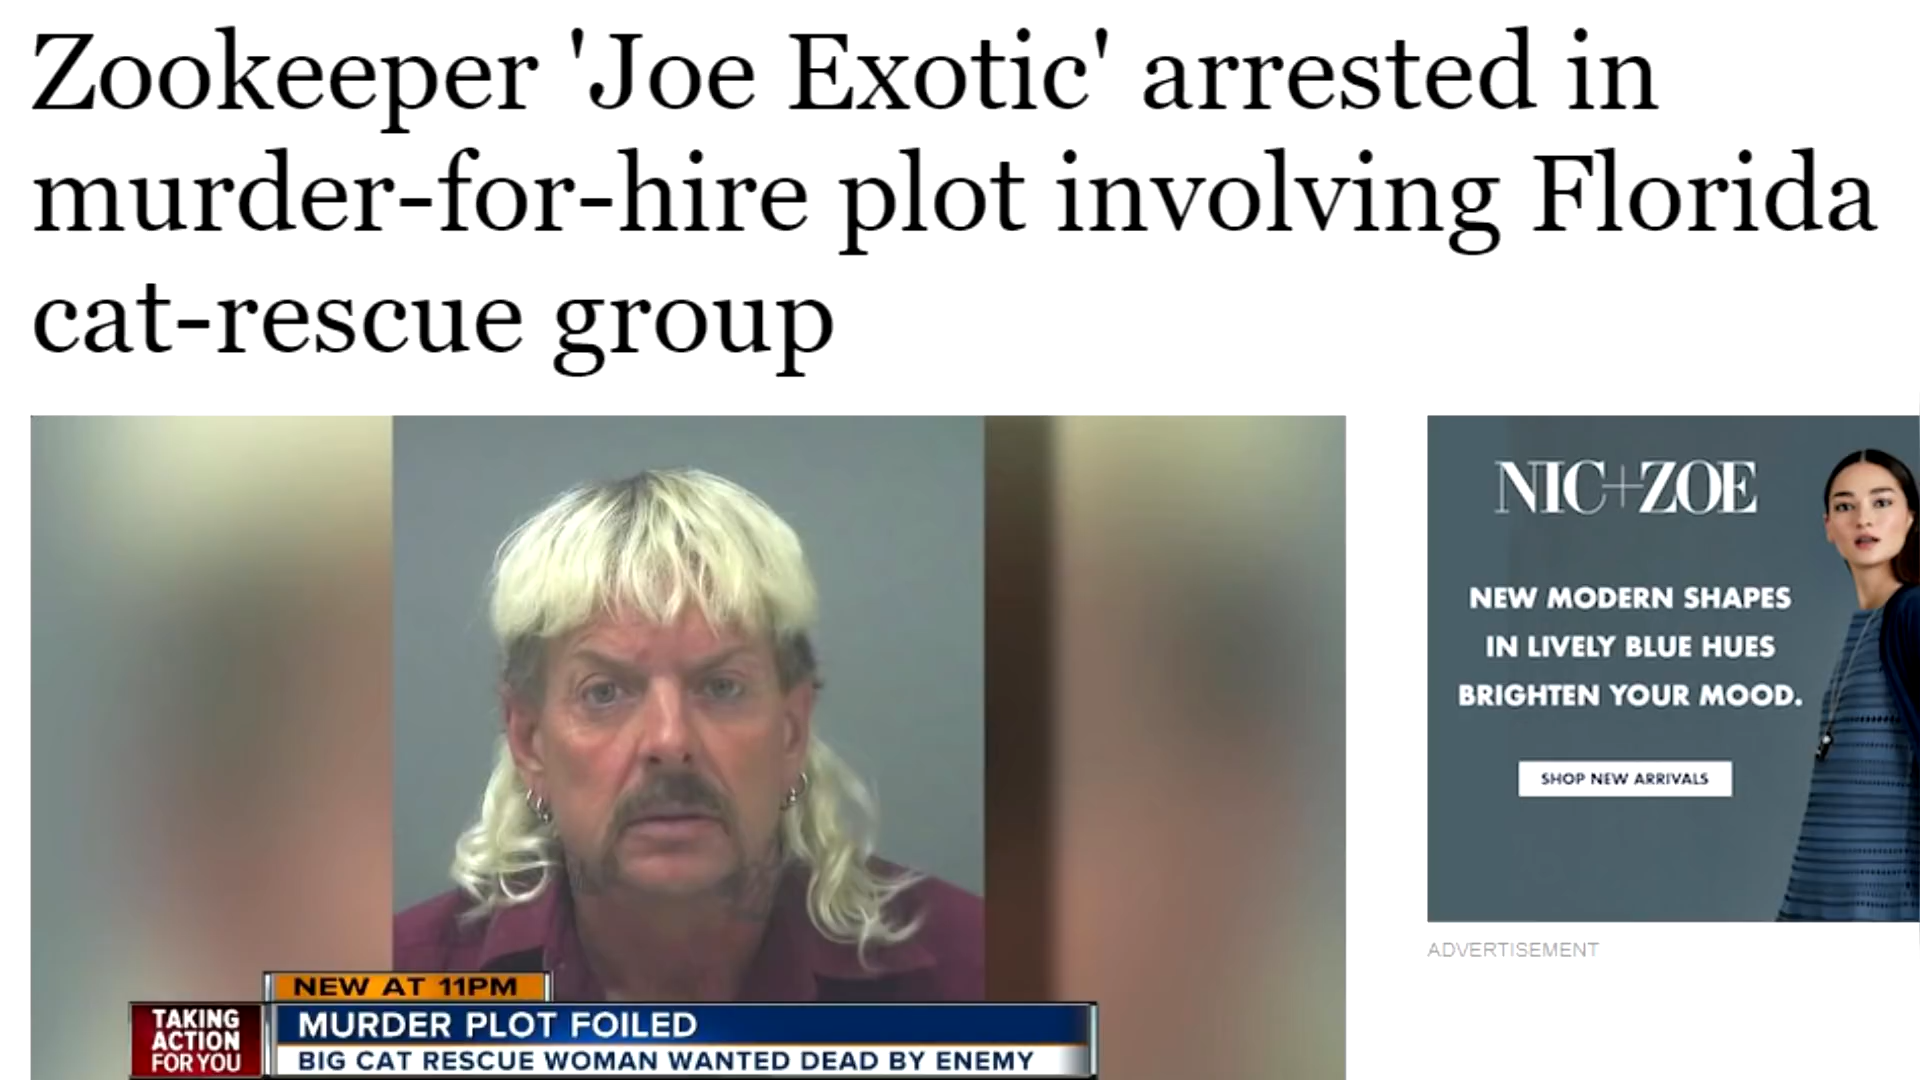 Zookeeper 'Joe Exotic' arrested in
murder-for-hire plot involving Florida
cat-rescue group
NEW AT 11PM
TAKING
ACTION
FOR YOU
MURDER PLOT FOILED
BIG CAT RESCUE WOMAN WANTED DEAD BY ENEMY
NIC+ZOE
NEW MODERN SHAPES
IN LIVELY BLUE HUES
BRIGHTEN YOUR MOOD.
SHOP NEW ARRIVALS
ADVERTISEMENT